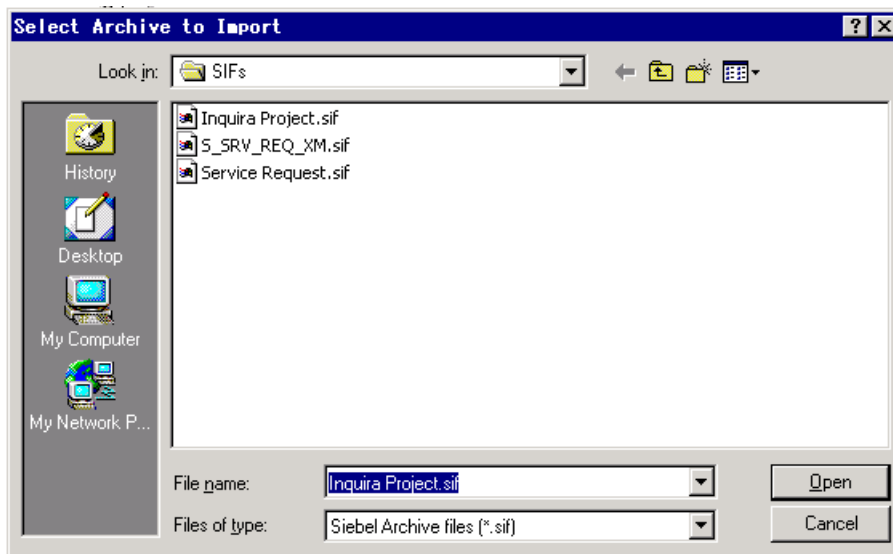 Select Archive to Import
Look in: SIFs
Inquira Project.sif
S_SRV_REQ_XM.sif
Service Request.sif
History
Desktop
My Computer
My Network P...
File name: Inquira Project.sif Open
Files of type: Siebel Archive files (*.sif) Cancel